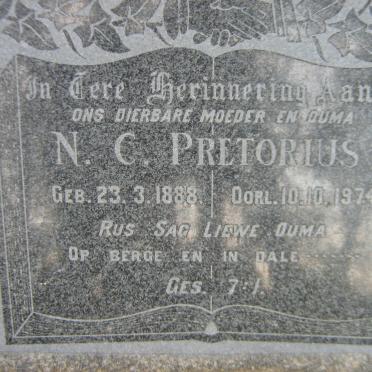 In Tere Herinnering Aan
ONS DIERBARE MOEDER EN OUMA
N. C. PRETORIUS
GEB. 23. 3. 1888. OORL. 10. 10. 1974
RUS SAG LIEWE OUMA
OP BERGE EN IN DALE
GES. 7:1.